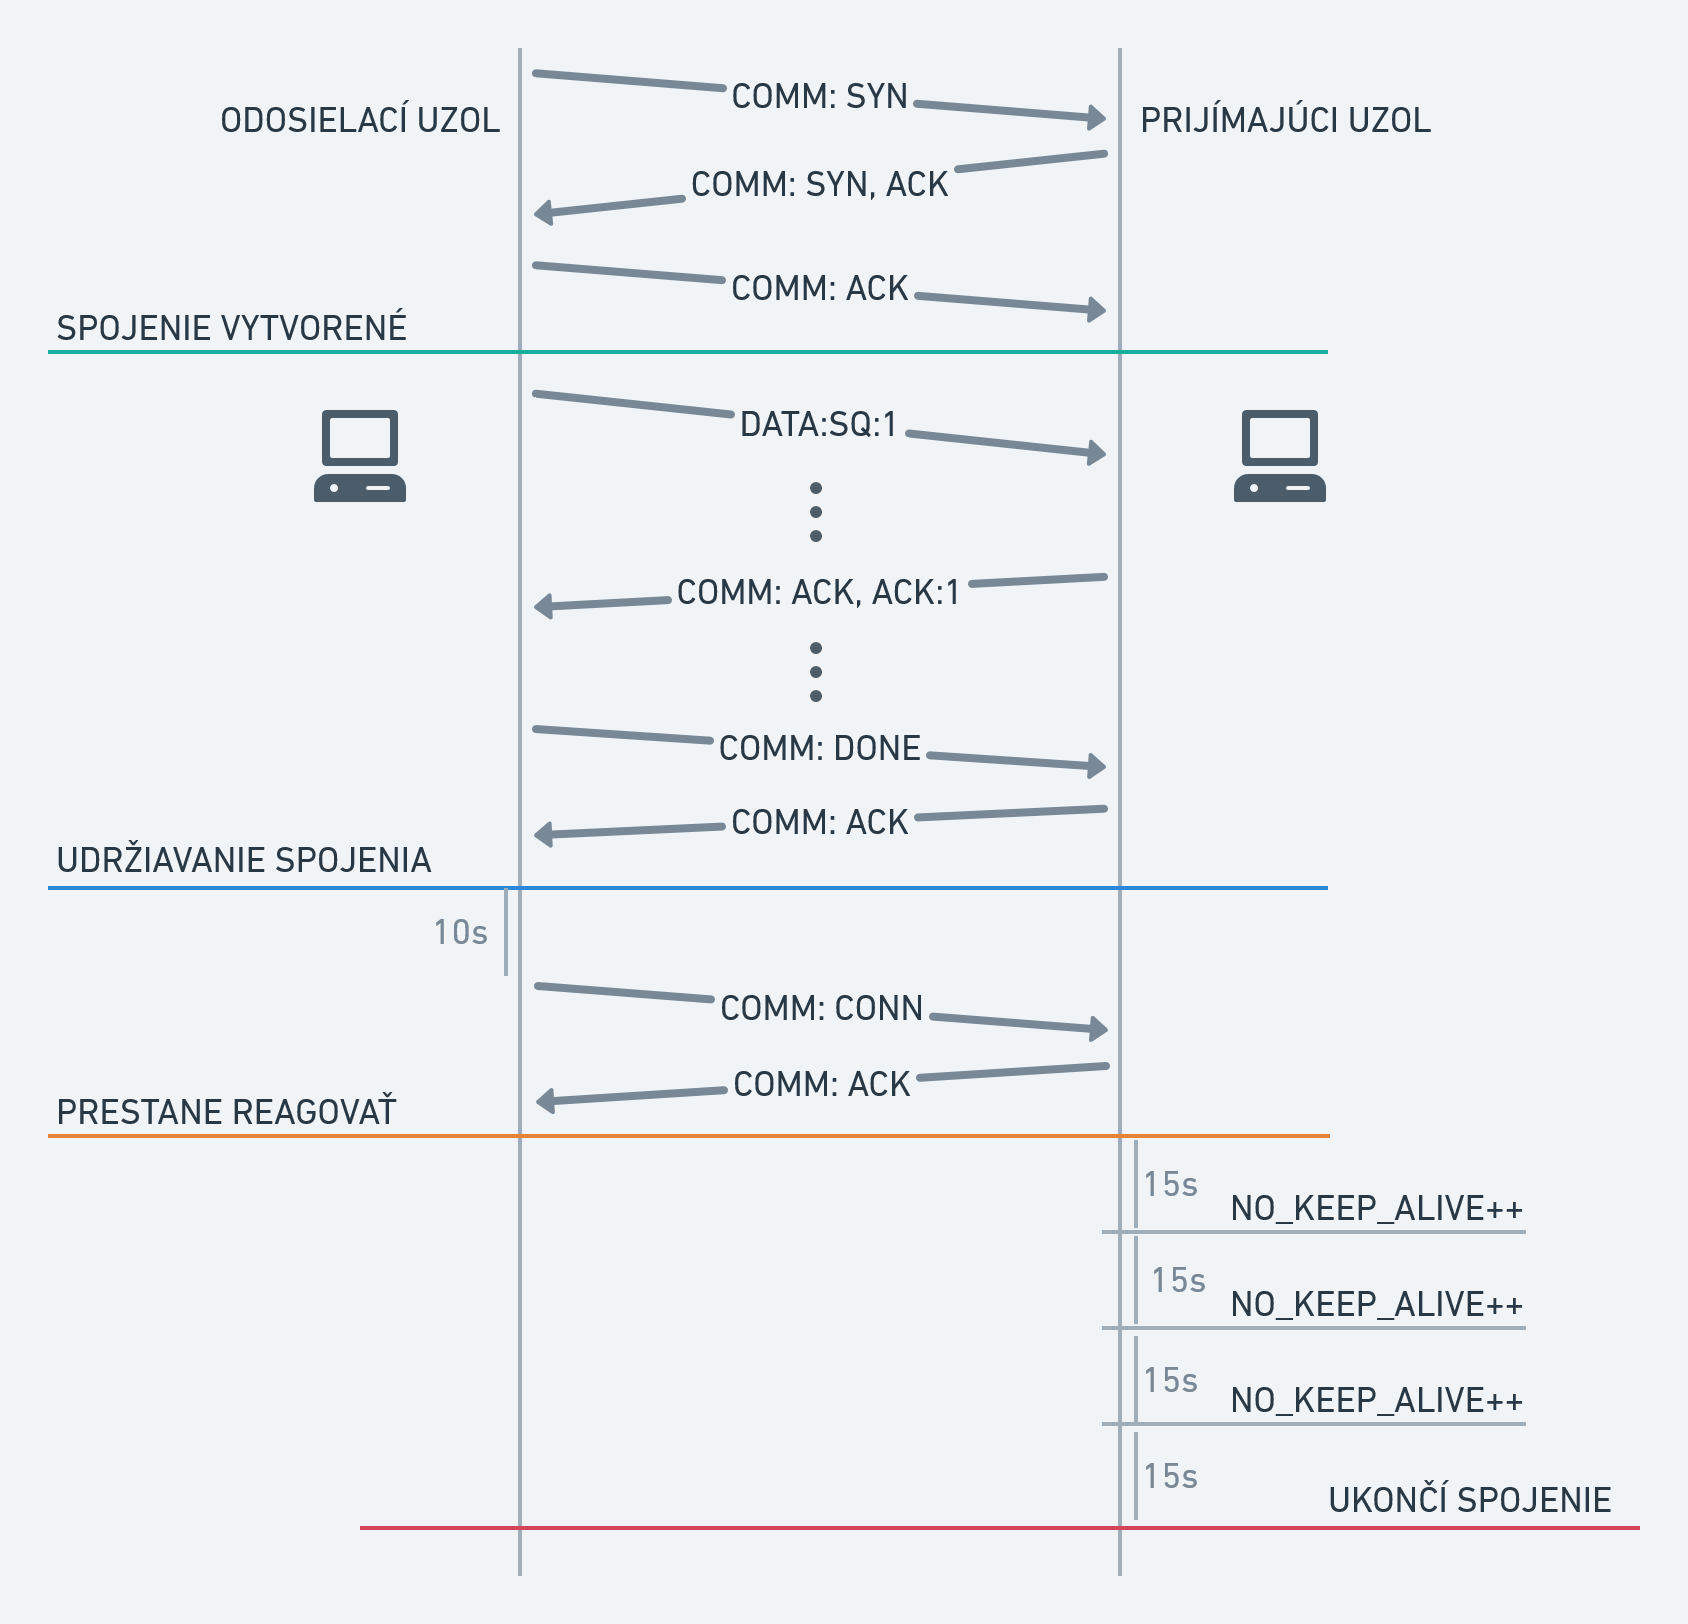 COMM: SYN
ODOSIELACÍ UZOL
PRIJÍMAJÚCI UZOL
COMM: SYN, ACK
COMM: ACK
SPOJENIE VYTVORENÉ
DATA:SQ:1
COMM: ACK, ACK:1
COMM: DONE
COMM: ACK
UDRŽIAVANIE SPOJENIA
10s
COMM: CONN
COMM: ACK
PRESTANE REAGOVAŤ
15s
NO_KEEP_ALIVE++
15s
NO_KEEP_ALIVE++
15s
NO_KEEP_ALIVE++
15s
UKONČÍ SPOJENIE